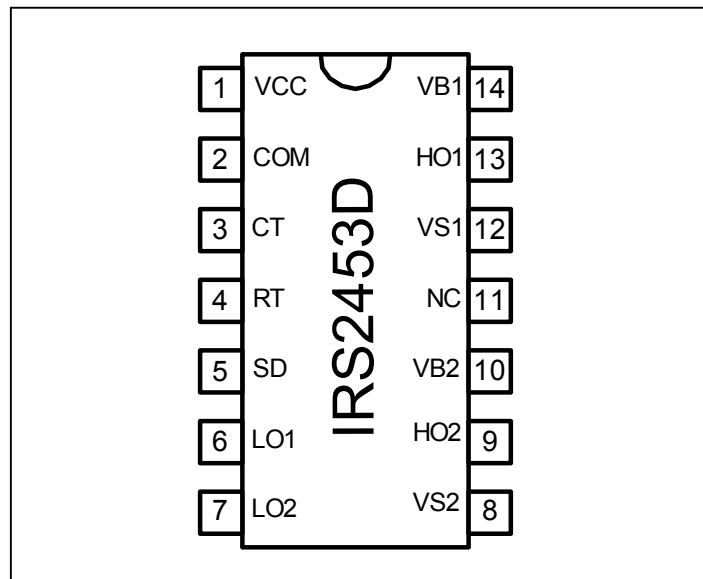 1 VCC VB1 14
2 COM HO1 13
3 CT VS1 12
4 RT NC 11
5 SD VB2 10
6 LO1 HO2 9
7 LO2 VS2 8
IRS2453D